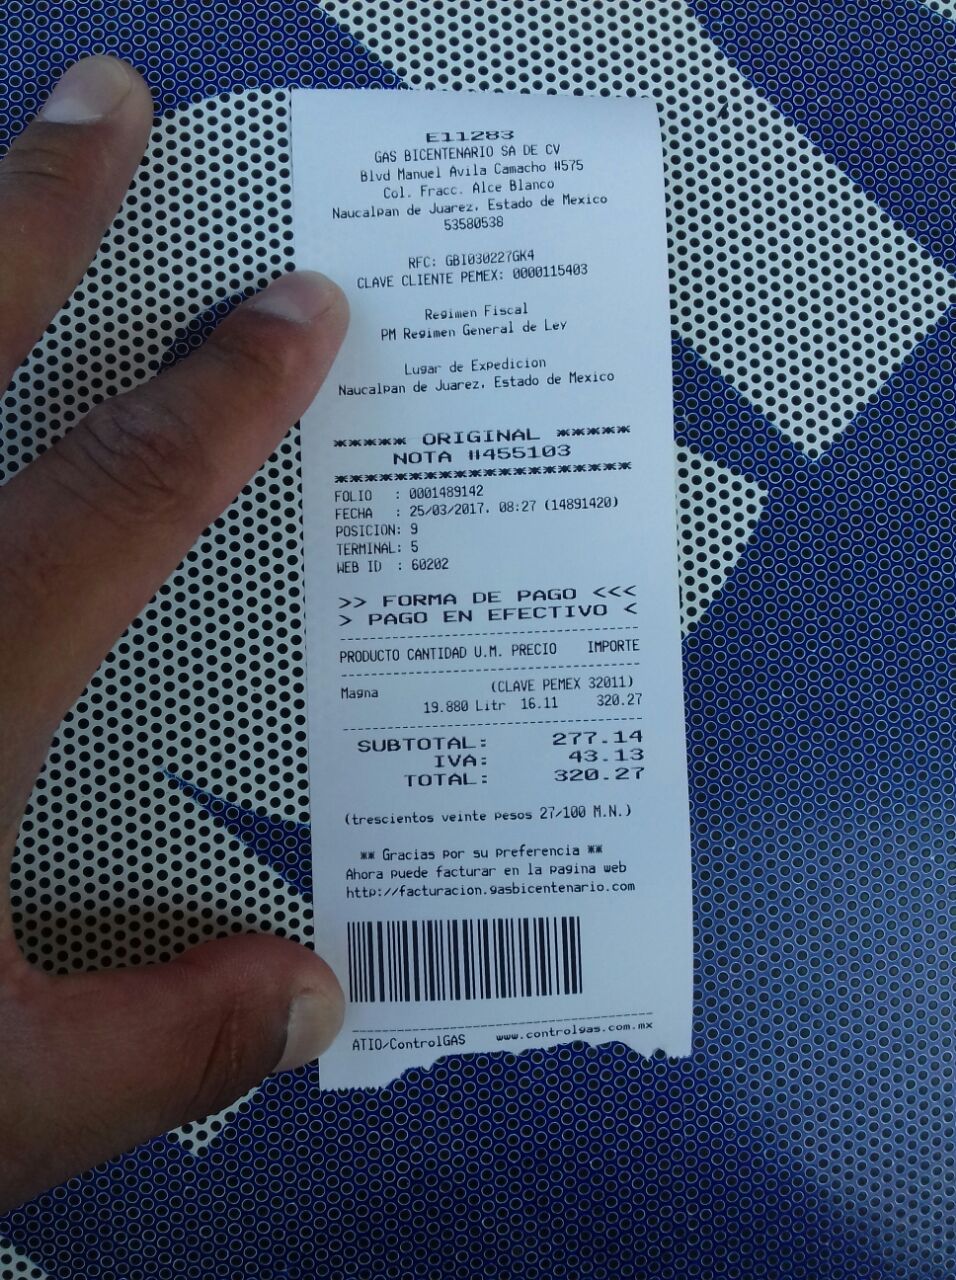 E11283
GAS BICENTENARIO SA DE CV
Blvd Manuel Avila Camacho #575
Col. Fracc. Alce Blanco
Naucalpan de Juarez, Estado de Mexico
53580538
RFC: GBI030227GK4
CLAVE CLIENTE PEMEX: 0000115403
Regimen Fiscal
PM Regimen General de Ley
Lugar de Expedicion
Naucalpan de Juarez, Estado de Mexico
***** ORIGINAL *****
NOTA #455103
*********************
FOLIO : 0001489142
FECHA : 25/03/2017, 08:27 (14891420)
POSICION: 9
TERMINAL: 5
WEB ID : 60202
>> FORMA DE PAGO <<<
> PAGO EN EFECTIVO <
PRODUCTO CANTIDAD U.M. PRECIO IMPORTE
Magna (CLAVE PEMEX 32011)
19.880 Litr 16.11 320.27
SUBTOTAL: 277.14
IVA: 43.13
TOTAL: 320.27
(trescientos veinte pesos 27/100 M.N.)
** Gracias por su preferencia **
Ahora puede facturar en la pagina web
http://facturacion.gasbicentenario.com
ATIO/ControlGAS www.controlgas.com.mx